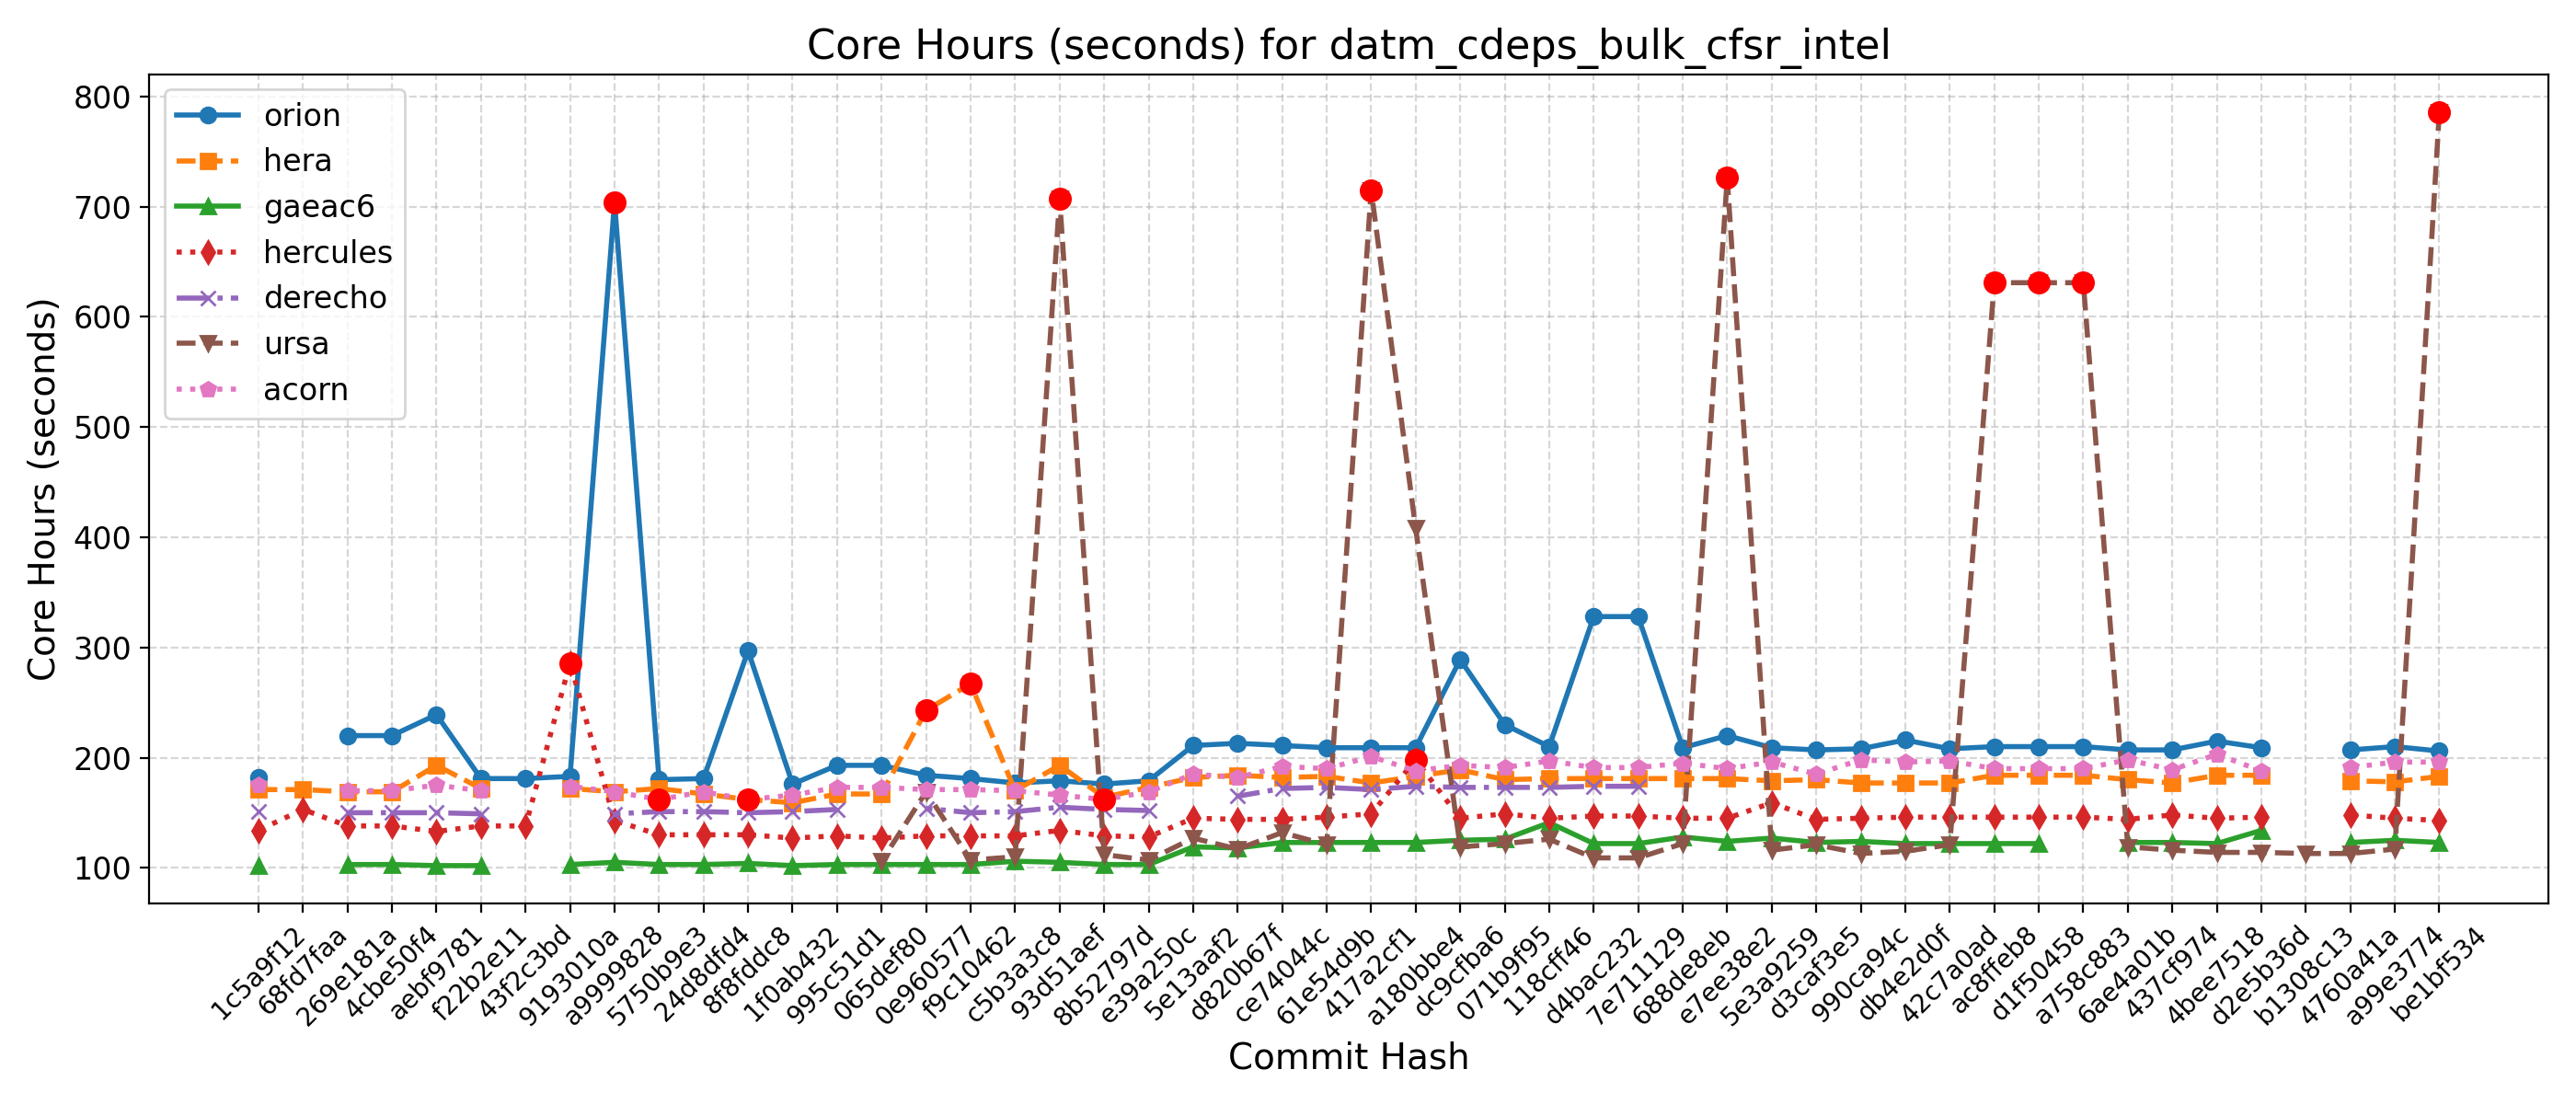 Core Hours (seconds) for datm_cdeps_bulk_cfsr_intel
Core Hours (seconds)
800
700
600
500
400
300
200
100
orion
hera
gaeac6
hercules
derecho
ursa
acorn
1c5a9f12
68fd7faa
269e181a
4cbe50f4
aebf9781
f22b2e11
43f2c3bd
9193010a
a9999828
5750b9e3
24d8dfd4
8f8fddc8
1f0ab432
995c51d1
065def80
0e960577
f9c10462
c5b3a3c8
93d51aef
8b52797d
e39a250c
5e13aaf2
d820b67f
ce74044c
61e54d9b
417a2cf1
a180bbe4
dc9cfba6
071b9f95
118cff46
d4bac232
7e711129
688de8eb
e7ee38e2
5e3a9259
d3caf3e5
990ca94c
db4e2d0f
42c7a0ad
ac8ffeb8
d1f50458
a758c883
6ae4a01b
437cf974
4bee7518
d2e5b36d
b1308c13
4760a41a
a99e3774
be1bf534
Commit Hash